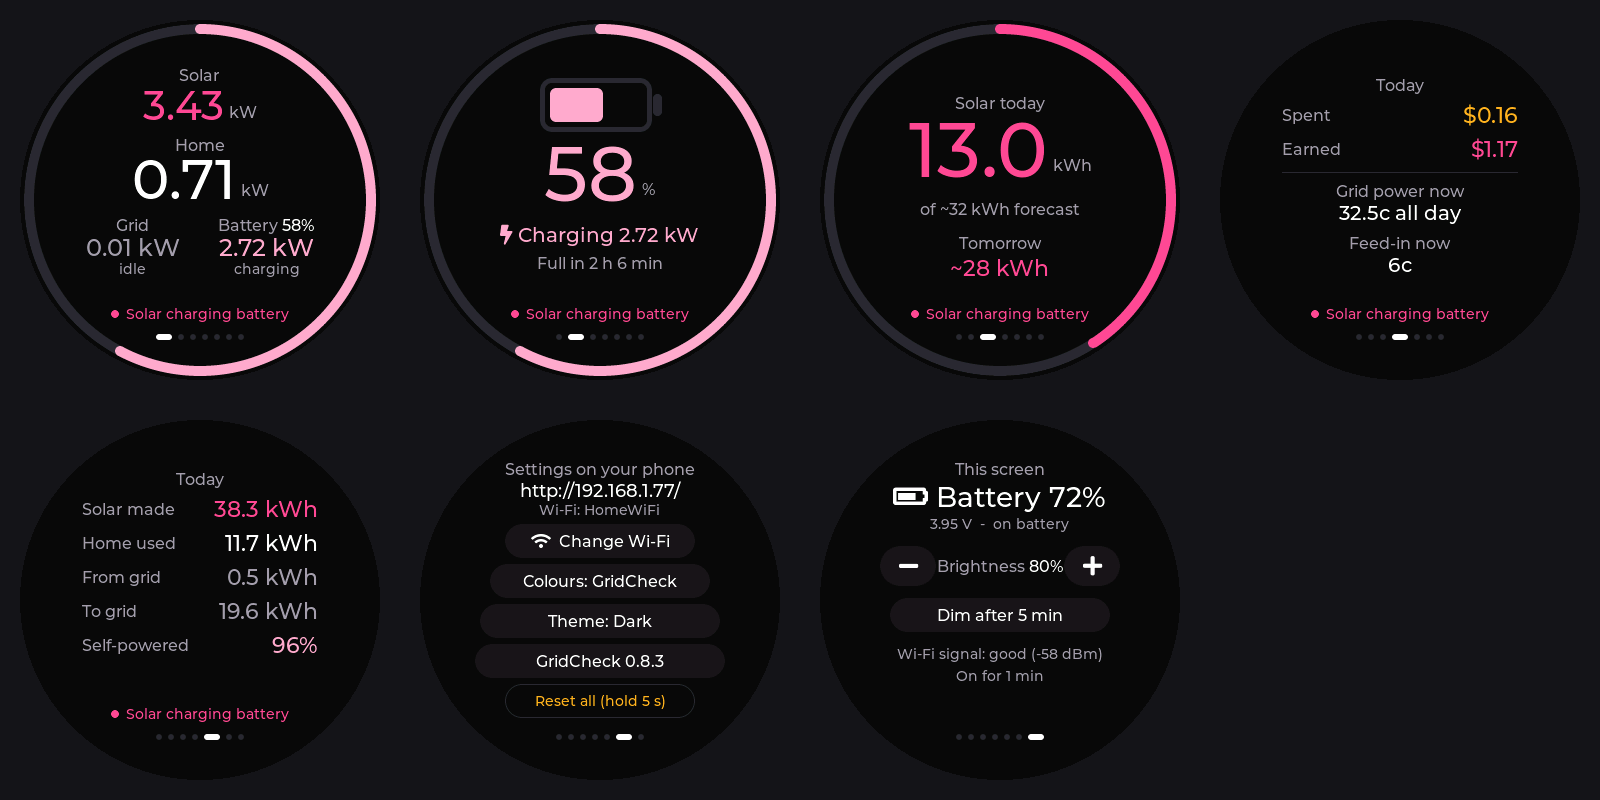 Solar
3.43 kW
Home
0.71 kW
Grid
0.01 kW
idle
Battery 58%
2.72 kW
charging
Solar charging battery
58 %
Charging 2.72 kW
Full in 2 h 6 min
Solar charging battery
Solar today
13.0 kWh
of ~32 kWh forecast
Tomorrow
~28 kWh
Solar charging battery
Today
Spent $0.16
Earned $1.17
Grid power now
32.5c all day
Feed-in now
6c
Solar charging battery
Today
Solar made 38.3 kWh
Home used 11.7 kWh
From grid 0.5 kWh
To grid 19.6 kWh
Self-powered 96%
Solar charging battery
Settings on your phone
http://192.168.1.77/
Wi-Fi: HomeWiFi
Change Wi-Fi
Colours: GridCheck
Theme: Dark
GridCheck 0.8.3
Reset all (hold 5 s)
This screen
Battery 72%
3.95 V - on battery
Brightness 80%
Dim after 5 min
Wi-Fi signal: good (-58 dBm)
On for 1 min